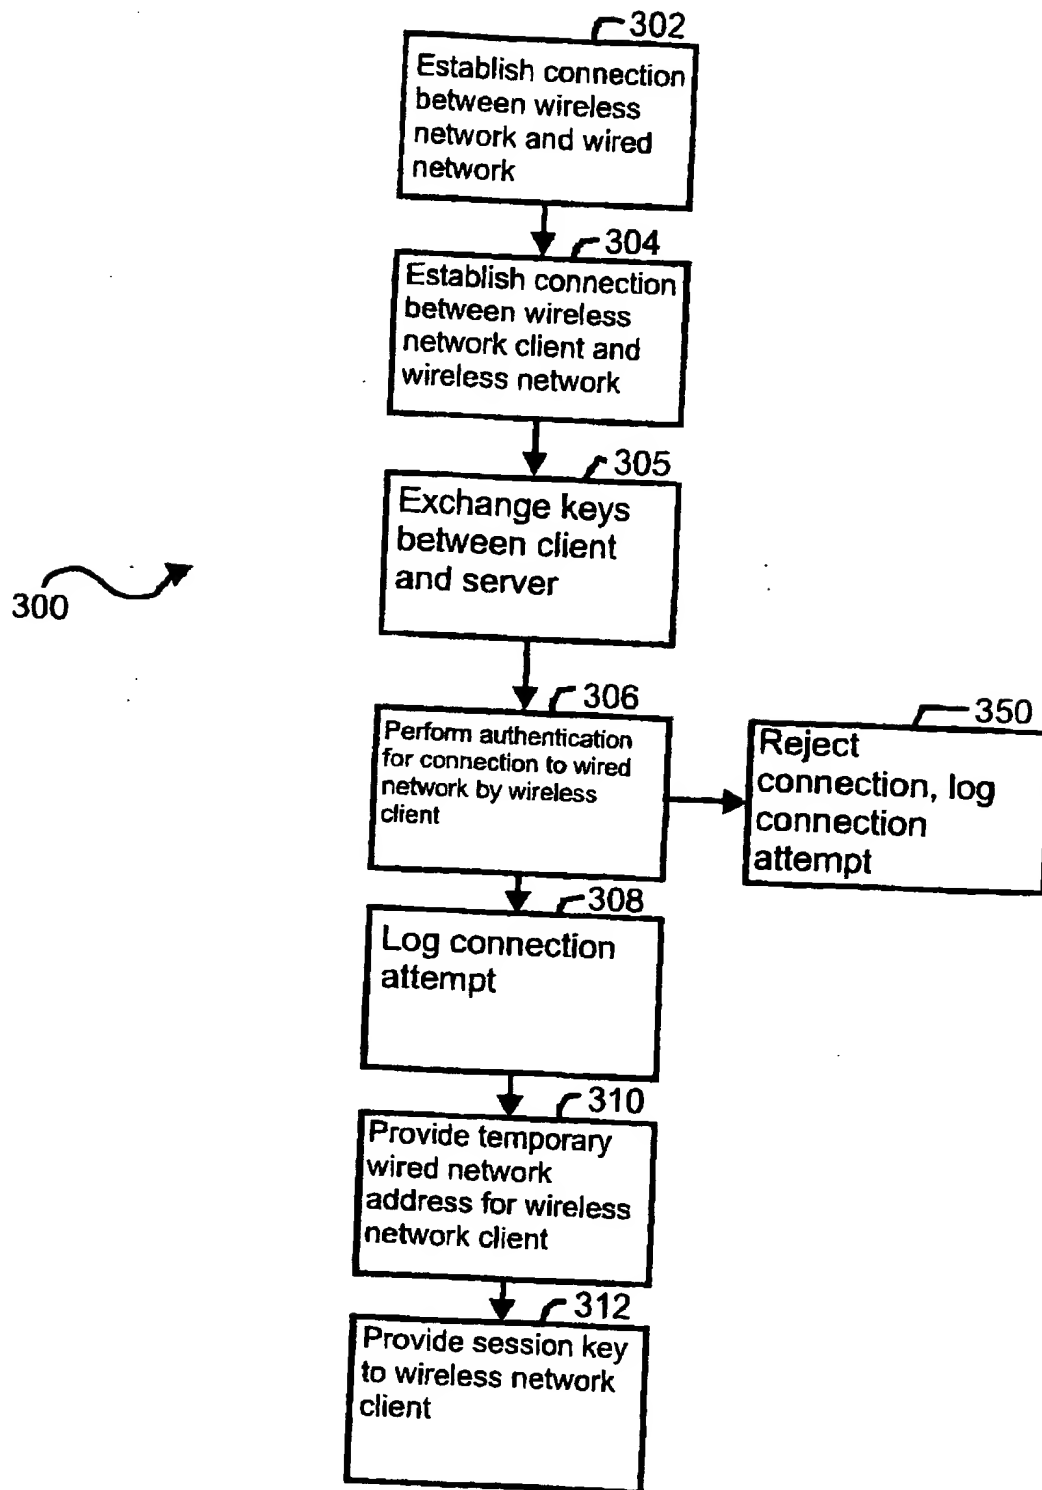 302
Establish connection
between wireless
network and wired
network
304
Establish connection
between wireless
network client and
wireless network
305
Exchange keys
between client
and server
300
306
Perform authentication
for connection to wired
network by wireless
client
350
Reject
connection, log
connection
attempt
308
Log connection
attempt
310
Provide temporary
wired network
address for wireless
network client
312
Provide session key
to wireless network
client